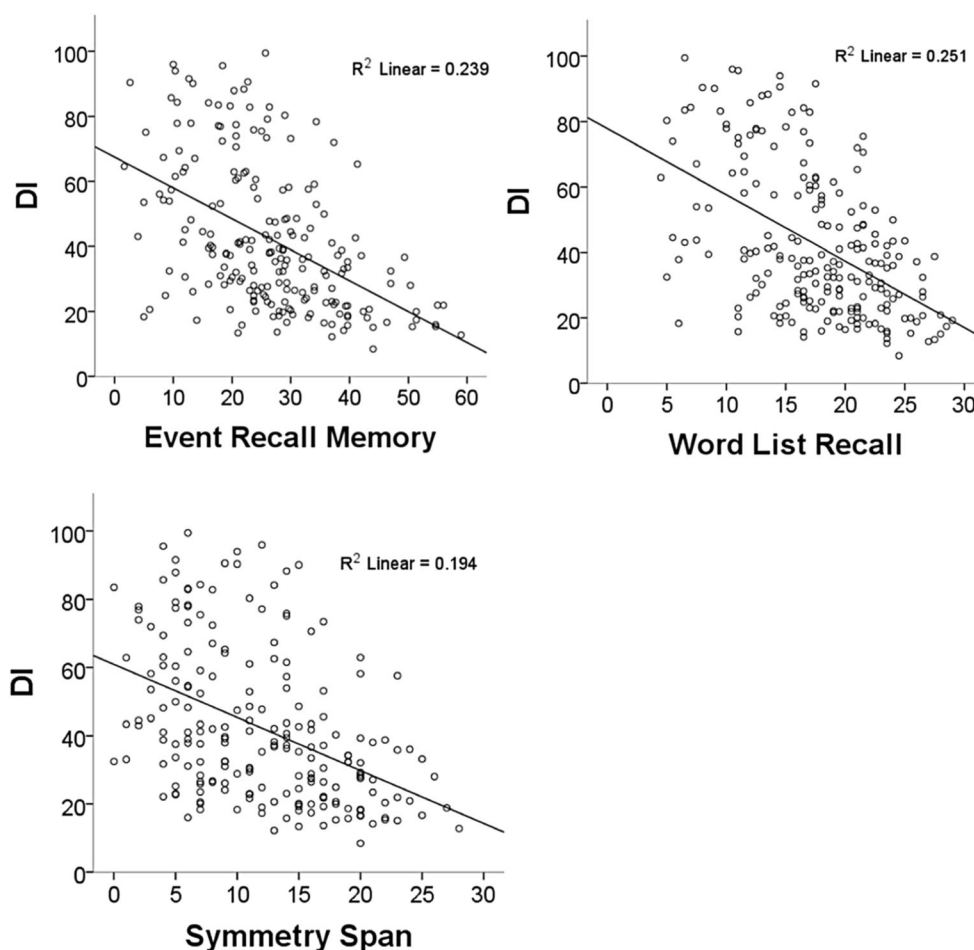 R² Linear = 0.239
DI
100
80
60
40
20
0
0 10 20 30 40 50 60
Event Recall Memory
R² Linear = 0.251
DI
100
80
60
40
20
0
0 5 10 15 20 25 30
Word List Recall
R² Linear = 0.194
DI
100
80
60
40
20
0
0 5 10 15 20 25 30
Symmetry Span